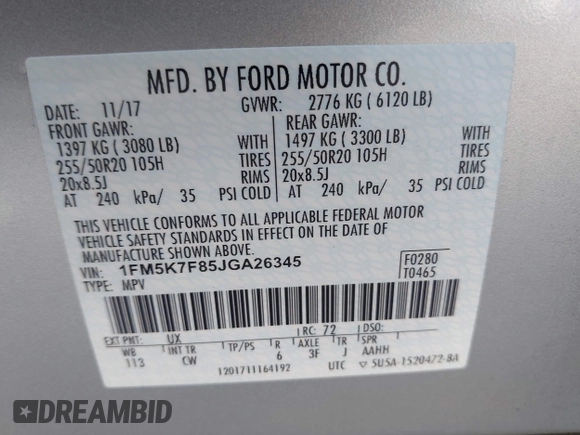 MFD. BY FORD MOTOR CO.
DATE: 11/17 GVWR: 2776 KG ( 6120 LB)
FRONT GAWR: REAR GAWR:
1397 KG ( 3080 LB) WITH 1497 KG ( 3300 LB) WITH
255/50R20 105H TIRES 255/50R20 105H TIRES
20x8.5J RIMS 20x8.5J RIMS
AT 240 kPa/ 35 PSI COLD AT 240 kPa/ 35 PSI COLD
THIS VEHICLE CONFORMS TO ALL APPLICABLE FEDERAL MOTOR
VEHICLE SAFETY STANDARDS IN EFFECT ON THE DATE OF
MANUFACTURE SHOWN ABOVE.
VIN: 1FM5K7F85JGA26345 F0280
TYPE: MPV T0465
EXT PNT: UX RC: 72 DSO:
WB INT TR TP/PS R AXLE TR SPR
113 CW 6 3F J AAHH
1201711164192 UTC ▽ 5U5A-1520472-BA
DREAMBID